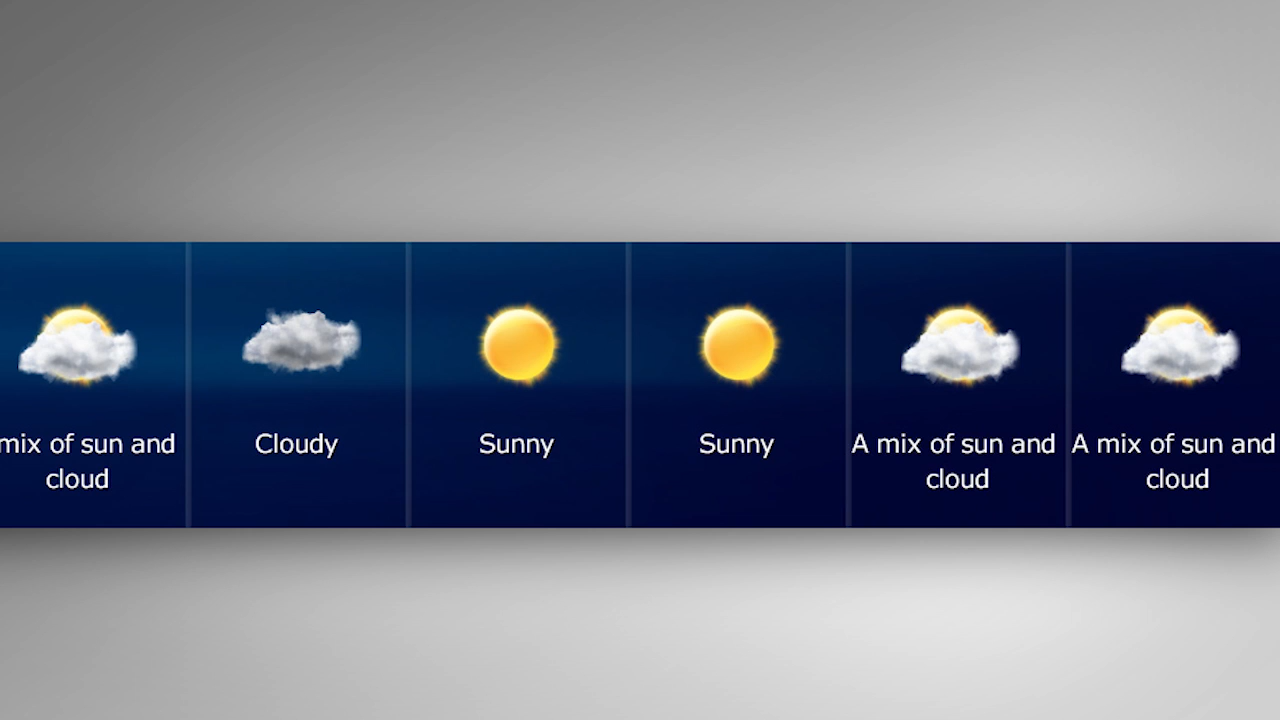 mix of sun and
cloud
Cloudy
Sunny
Sunny
A mix of sun and
cloud
A mix of sun and
cloud